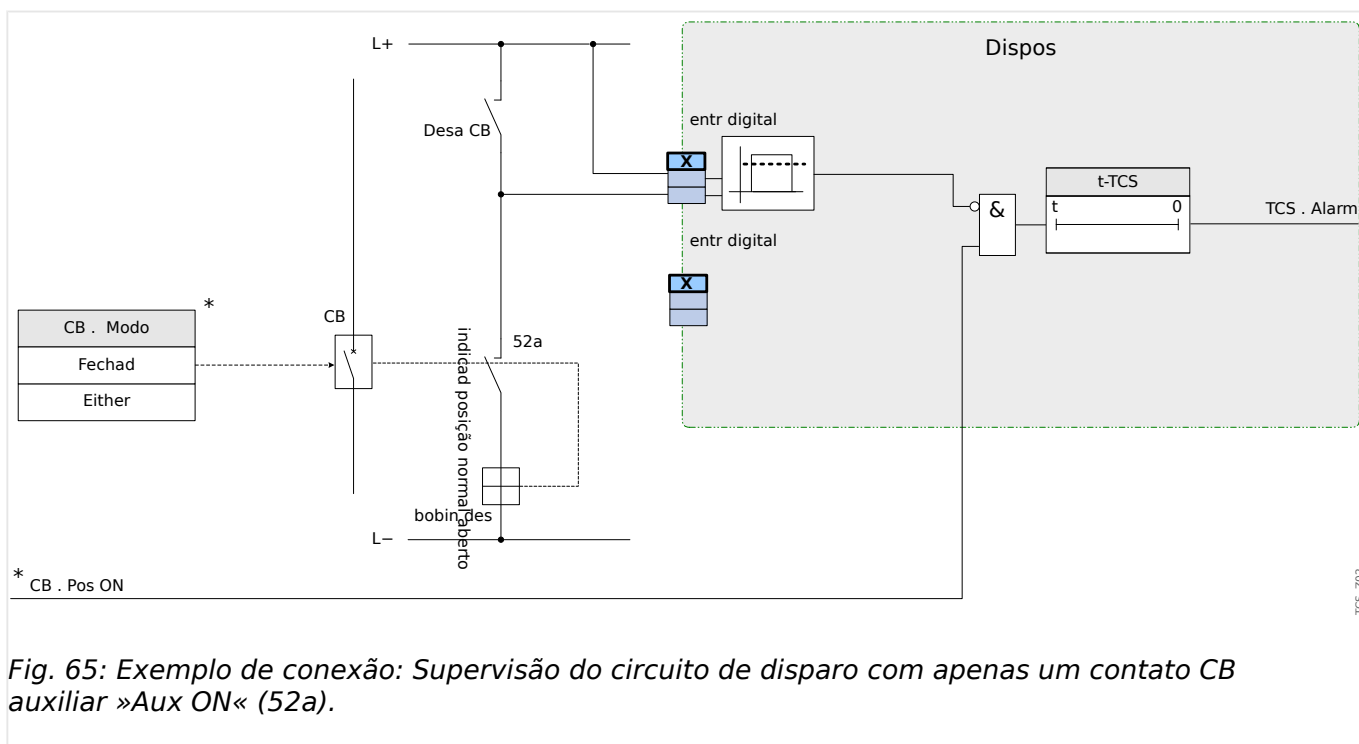 L+
Dispos
Desa CB
entr digital
X
t-TCS
t
0
&
TCS . Alarm
entr digital
X
*
CB . Modo
Fechad
Either
CB
52a
indicad posição normal aberto
bobin des
L−
*
CB . Pos ON
Fig. 65: Exemplo de conexão: Supervisão do circuito de disparo com apenas um contato CB
auxiliar »Aux ON« (52a).